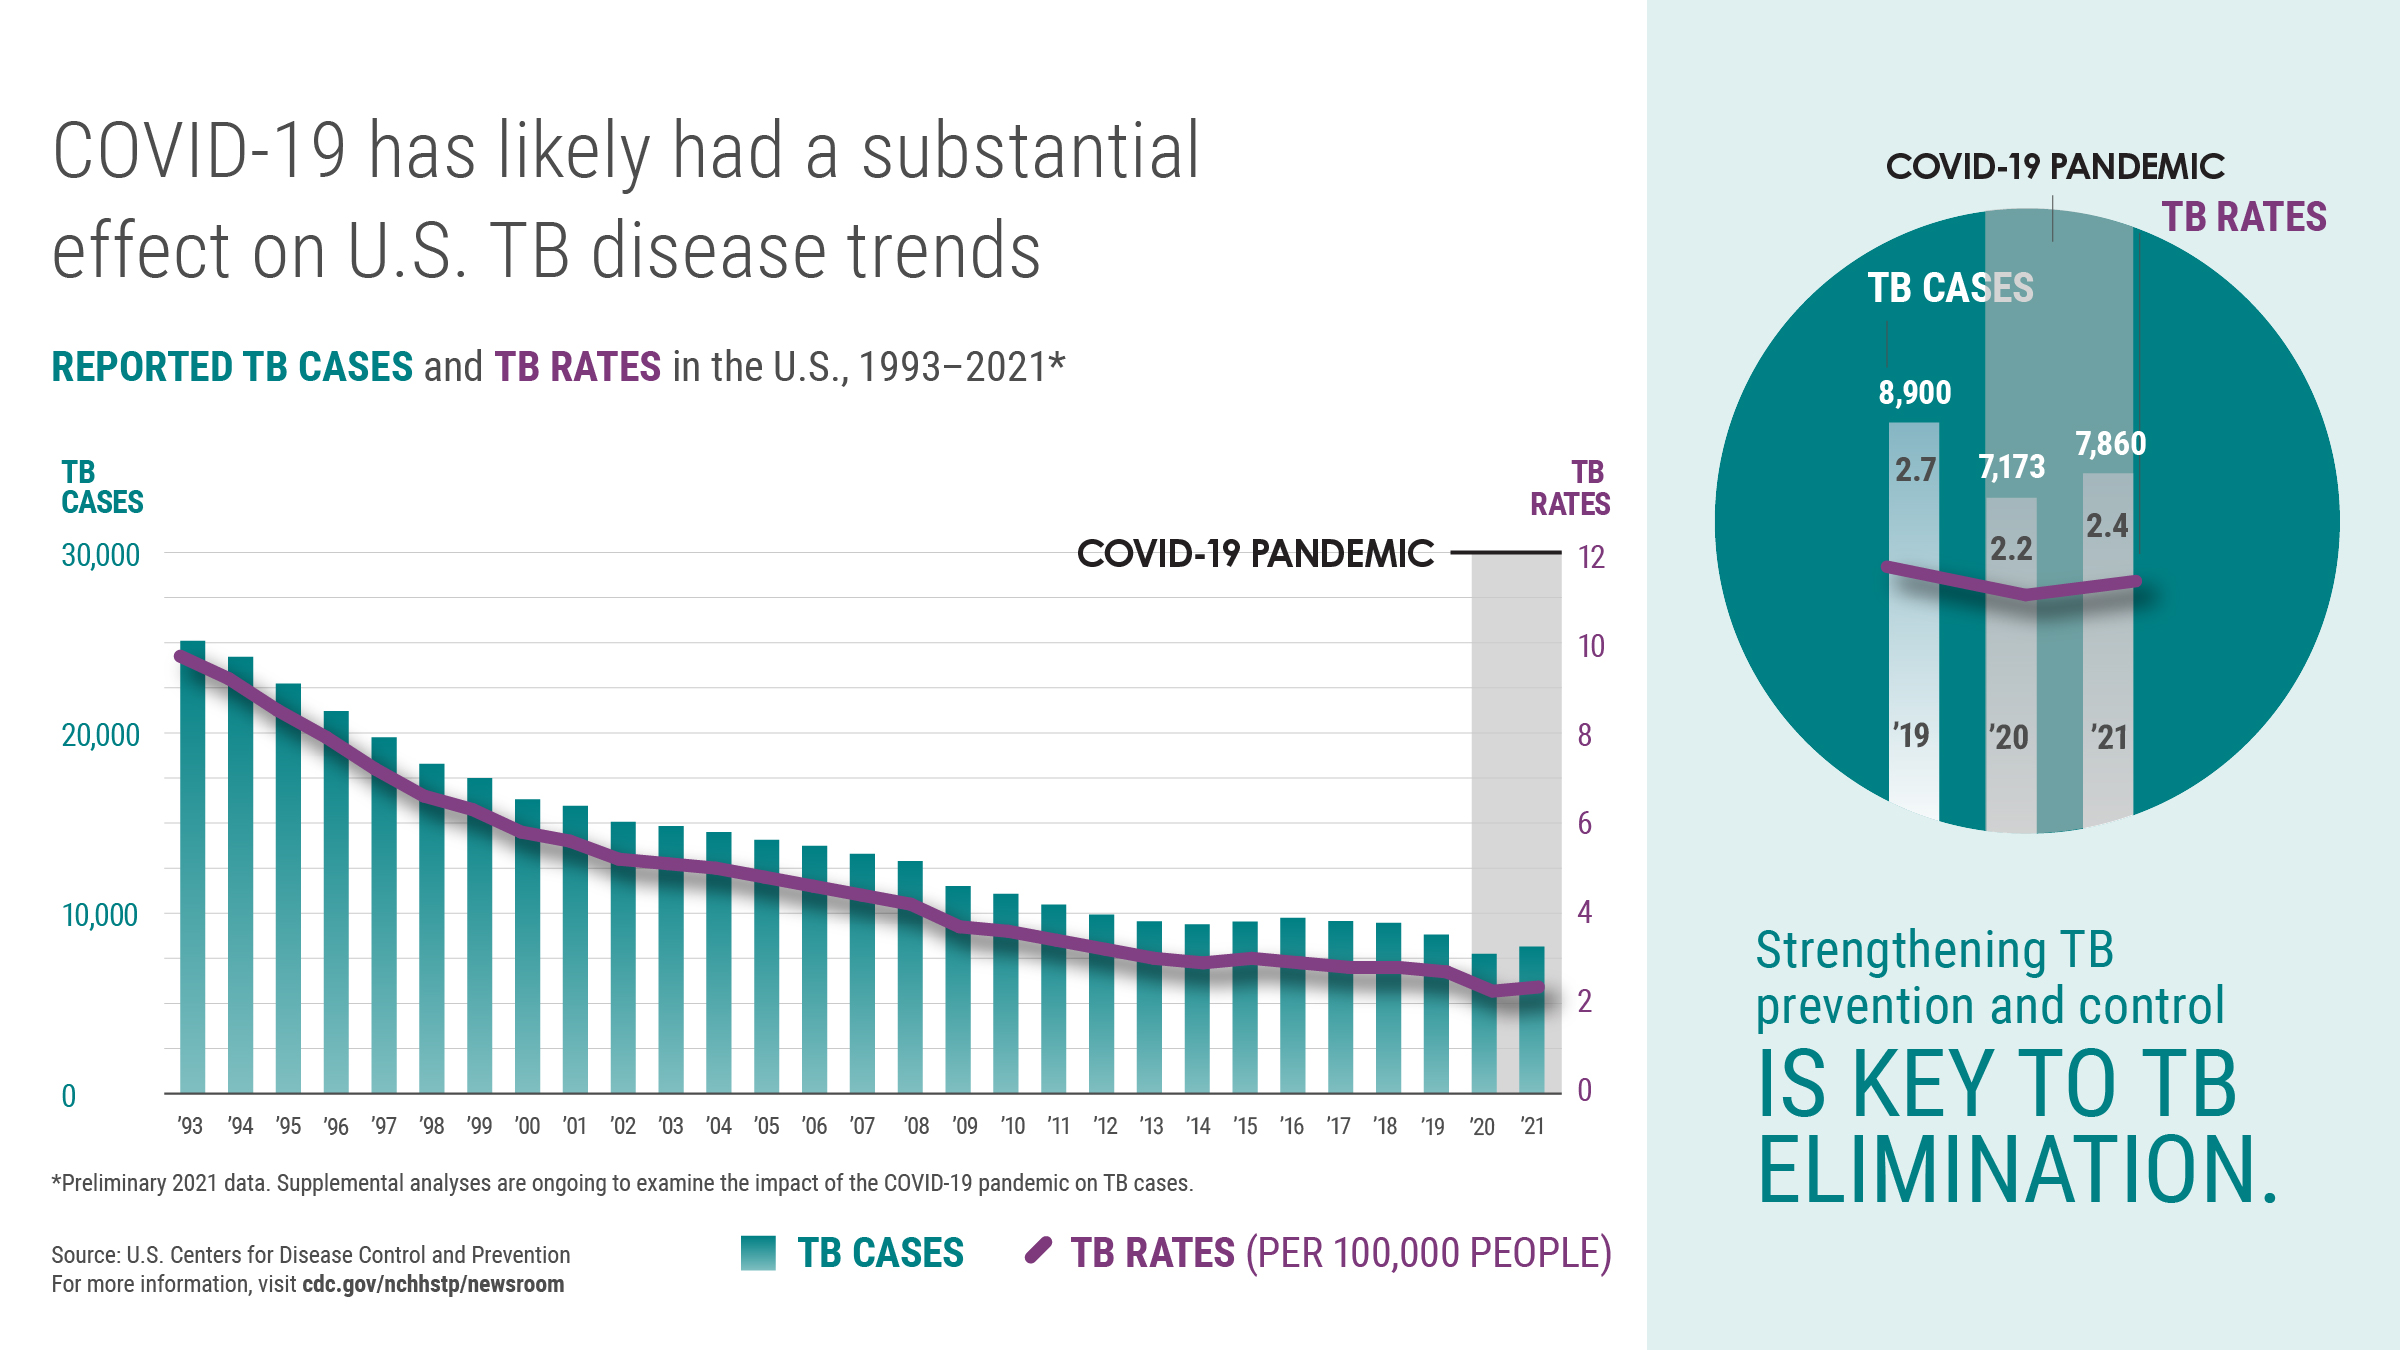 COVID-19 has likely had a substantial
effect on U.S. TB disease trends
REPORTED TB CASES and TB RATES in the U.S., 1993–2021*
TB
CASES
TB
RATES
COVID-19 PANDEMIC
30,000
20,000
10,000
0
12
10
8
6
4
2
0
’93 ’94 ’95 ’96 ’97 ’98 ’99 ’00 ’01 ’02 ’03 ’04 ’05 ’06 ’07 ’08 ’09 ’10 ’11 ’12 ’13 ’14 ’15 ’16 ’17 ’18 ’19 ’20 ’21
*Preliminary 2021 data. Supplemental analyses are ongoing to examine the impact of the COVID-19 pandemic on TB cases.
TB CASES
TB RATES (PER 100,000 PEOPLE)
Source: U.S. Centers for Disease Control and Prevention
For more information, visit cdc.gov/nchhstp/newsroom
COVID-19 PANDEMIC
TB RATES
TB CASES
8,900
7,173
7,860
2.7
2.2
2.4
’19
’20
’21
Strengthening TB
prevention and control
IS KEY TO TB
ELIMINATION.